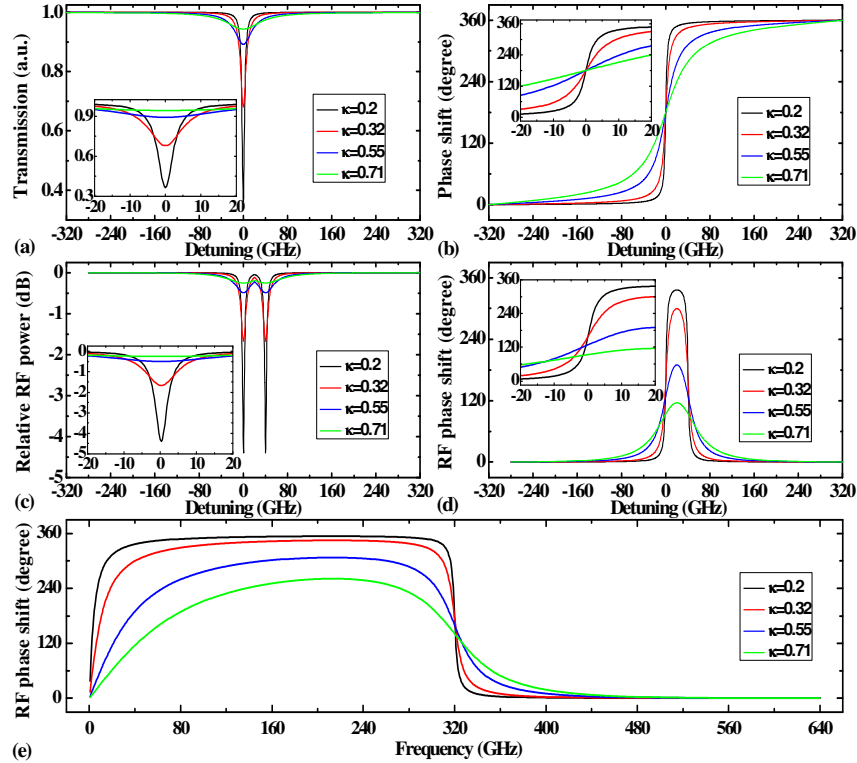 1.0
0.8
0.6
0.4
Transmission (a.u.)
0.9
0.6
0.3
-20 -10 0 10 20
κ=0.2
κ=0.32
κ=0.55
κ=0.71
-320 -240 -160 -80 0 80 160 240 320
(a) Detuning (GHz)
360
240
120
0
Phase shift (degree)
360
240
120
0
-20 -10 0 10 20
κ=0.2
κ=0.32
κ=0.55
κ=0.71
-320 -240 -160 -80 0 80 160 240 320
(b) Detuning (GHz)
0
-1
-2
-3
-4
-5
Relative RF power (dB)
0
-1
-2
-3
-4
-5
20 -10 0 10 20
κ=0.2
κ=0.32
κ=0.55
κ=0.71
-320 -240 -160 -80 0 80 160 240 320
(c) Detuning (GHz)
360
240
120
0
RF phase shift (degree)
360
240
120
0
-20 -10 0 10 20
κ=0.2
κ=0.32
κ=0.55
κ=0.71
-320 -240 -160 -80 0 80 160 240 320
(d) Detuning (GHz)
360
240
120
0
RF phase shift (degree)
κ=0.2
κ=0.32
κ=0.55
κ=0.71
0 80 160 240 320 400 480 560 640
(e) Frequency (GHz)